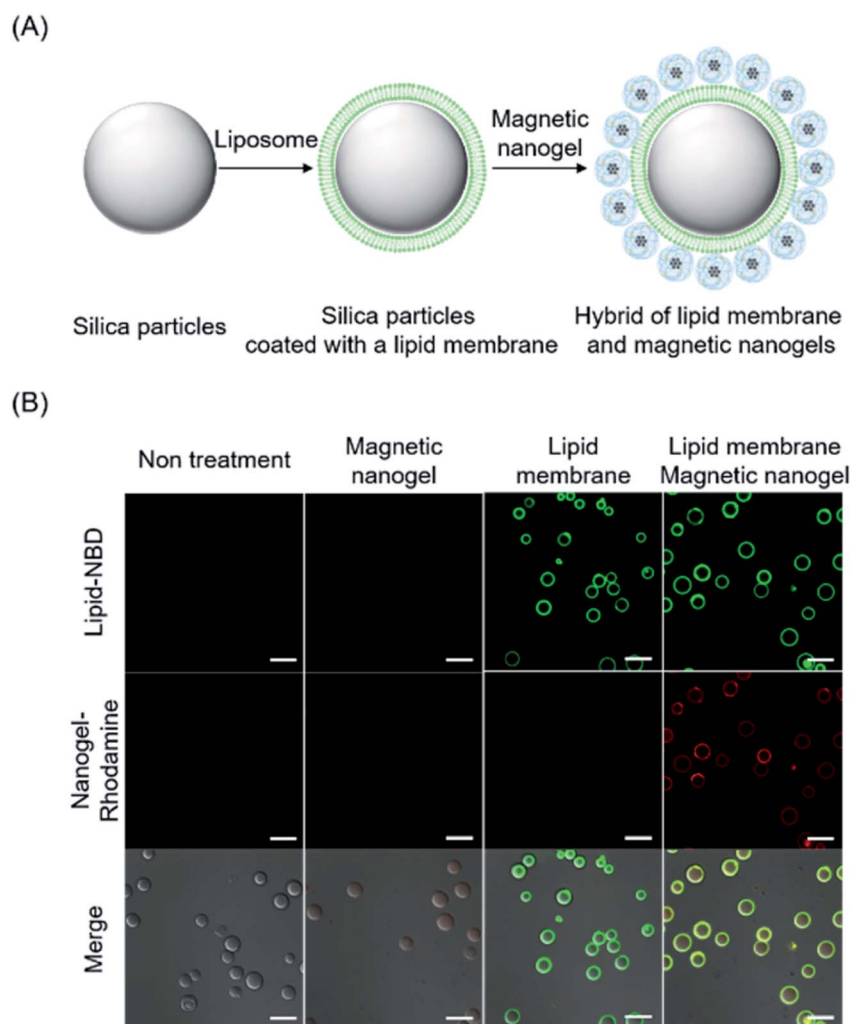 (A)
Liposome
Magnetic
nanogel
Silica particles
Silica particles
coated with a lipid membrane
Hybrid of lipid membrane
and magnetic nanogels
(B)
Non treatment
Magnetic
nanogel
Lipid
membrane
Lipid membrane
Magnetic nanogel
Lipid-NBD
Nanogel-
Rhodamine
Merge